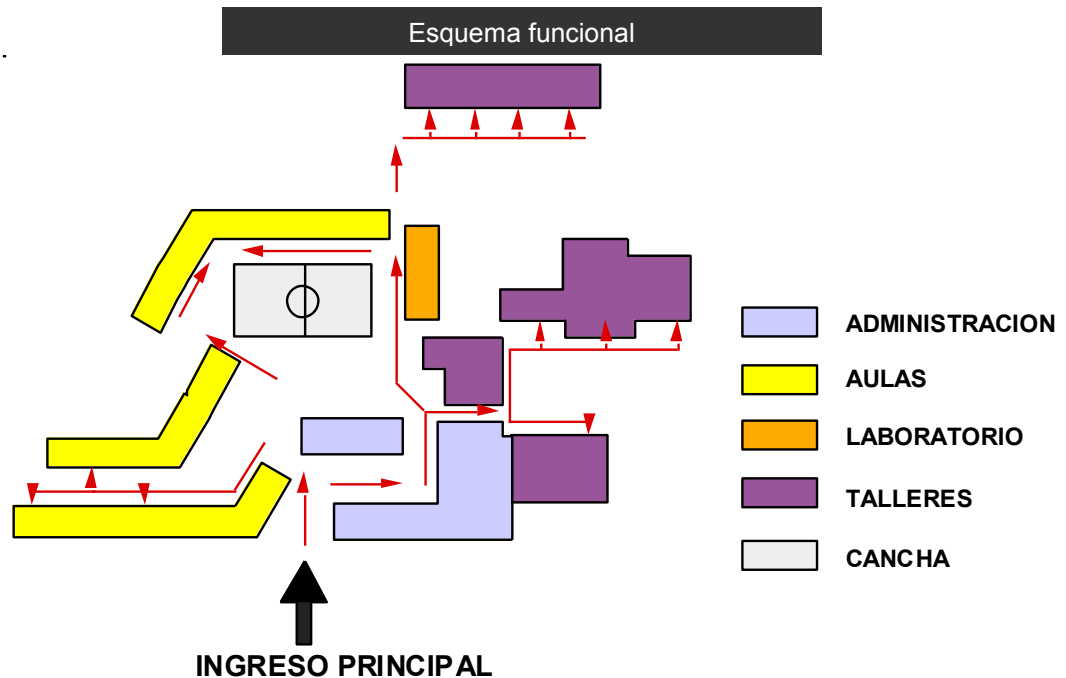 Esquema funcional
ADMINISTRACION
AULAS
LABORATORIO
TALLERES
CANCHA
INGRESO PRINCIPAL